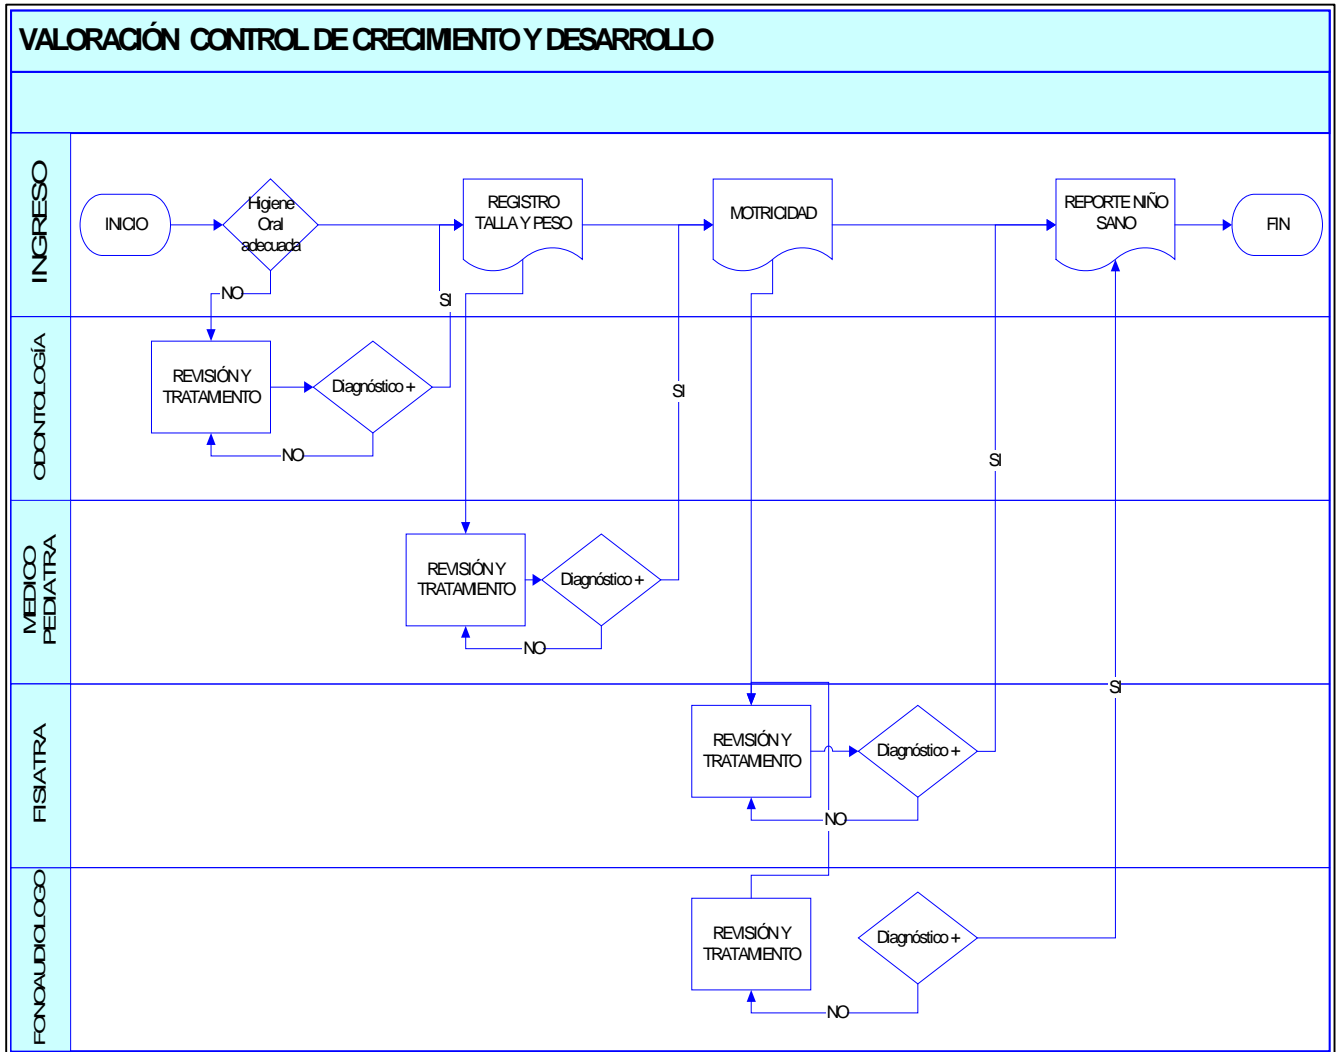 VALORACIÓN CONTROL DE CRECIMIENTO Y DESARROLLO
INGRESO
INICIO
Higiene
Oral
adecuada
REGISTRO
TALLA Y PESO
MOTRICIDAD
REPORTE NIÑO
SANO
FIN
NO
SI
ODONTOLOGÍA
REVISIÓN Y
TRATAMIENTO
Diagnóstico +
NO
SI
SI
MEDICO
PEDIATRA
REVISIÓN Y
TRATAMIENTO
Diagnóstico +
NO
SI
FISIATRA
REVISIÓN Y
TRATAMIENTO
Diagnóstico +
NO
FONOAUDIOLOGO
REVISIÓN Y
TRATAMIENTO
Diagnóstico +
NO